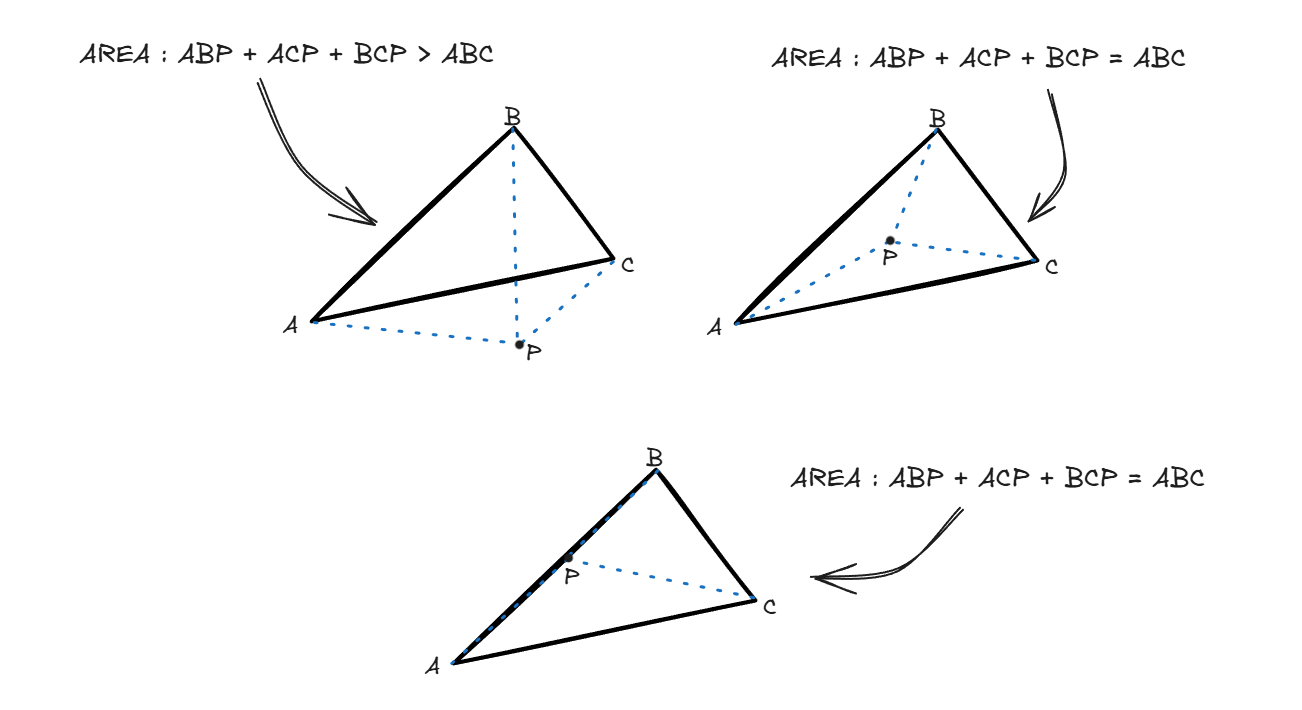 AREA : ABP + ACP + BCP > ABC
AREA : ABP + ACP + BCP = ABC
B
B
C
P
C
A
A
P
B
AREA : ABP + ACP + BCP = ABC
P
C
A